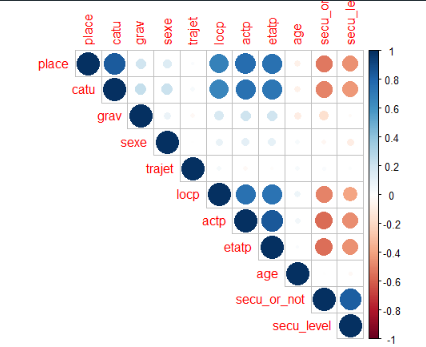 place catu grav sexe trajet locp actp etatp age secu_or secu_le
place
catu
grav
sexe
trajet
locp
actp
etatp
age
secu_or_not
secu_level
1
0.8
0.6
0.4
0.2
0
-0.2
-0.4
-0.6
-0.8
-1